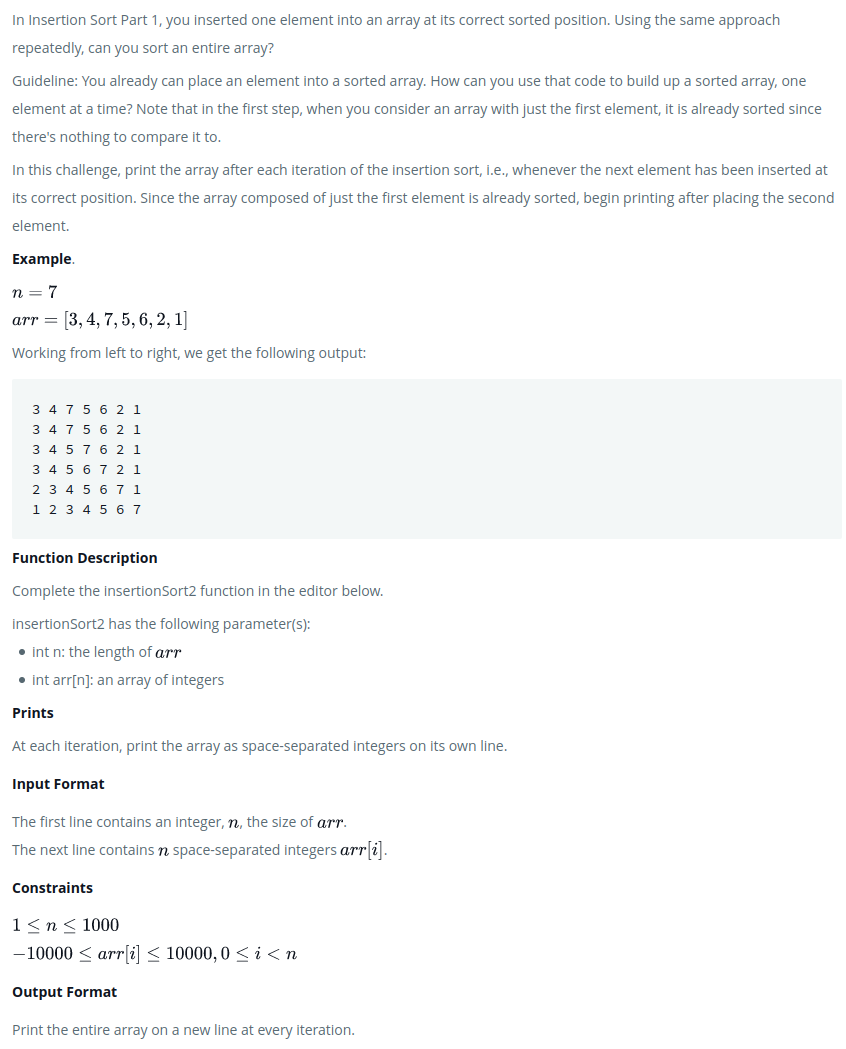 In Insertion Sort Part 1, you inserted one element into an array at its correct sorted position. Using the same approach
repeatedly, can you sort an entire array?
Guideline: You already can place an element into a sorted array. How can you use that code to build up a sorted array, one
element at a time? Note that in the first step, when you consider an array with just the first element, it is already sorted since
there's nothing to compare it to.
In this challenge, print the array after each iteration of the insertion sort, i.e., whenever the next element has been inserted at
its correct position. Since the array composed of just the first element is already sorted, begin printing after placing the second
element.
Example.
n = 7
arr = [3, 4, 7, 5, 6, 2, 1]
Working from left to right, we get the following output:
3 4 7 5 6 2 1
3 4 7 5 6 2 1
3 4 5 7 6 2 1
3 4 5 6 7 2 1
2 3 4 5 6 7 1
1 2 3 4 5 6 7
Function Description
Complete the insertionSort2 function in the editor below.
insertionSort2 has the following parameter(s):
• int n: the length of arr
• int arr[n]: an array of integers
Prints
At each iteration, print the array as space-separated integers on its own line.
Input Format
The first line contains an integer, n, the size of arr.
The next line contains n space-separated integers arr[i].
Constraints
1 ≤ n ≤ 1000
−10000 ≤ arr[i] ≤ 10000, 0 ≤ i < n
Output Format
Print the entire array on a new line at every iteration.